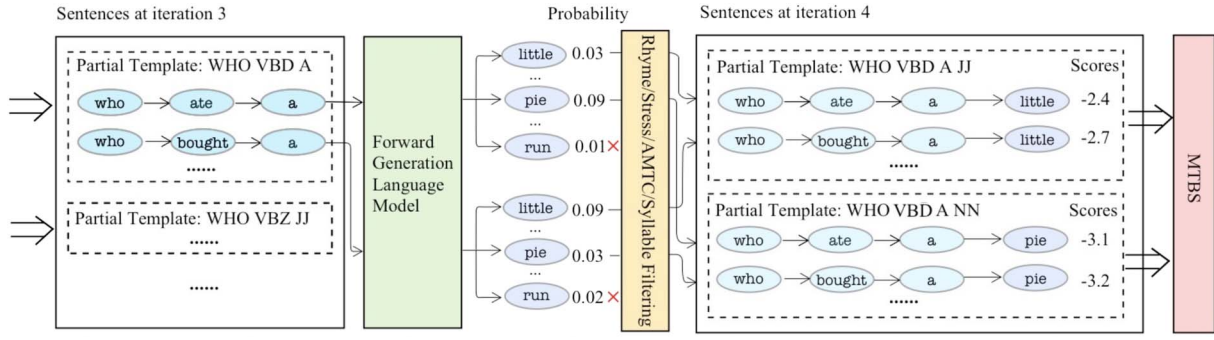 Sentences at iteration 3
Partial Template: WHO VBD A
who ate a
who bought a
......
Partial Template: WHO VBZ JJ
......
......
Forward
Generation
Language
Model
Probability
little 0.03
...
pie 0.09
...
run 0.01
little 0.09
...
pie 0.03
...
run 0.02
Rhyme/Stress/AMTC/Syllable Filtering
Sentences at iteration 4
Partial Template: WHO VBD A JJ Scores
who ate a little -2.4
who bought a little -2.7
......
Partial Template: WHO VBD A NN Scores
who ate a pie -3.1
who bought a pie -3.2
......
MTBS